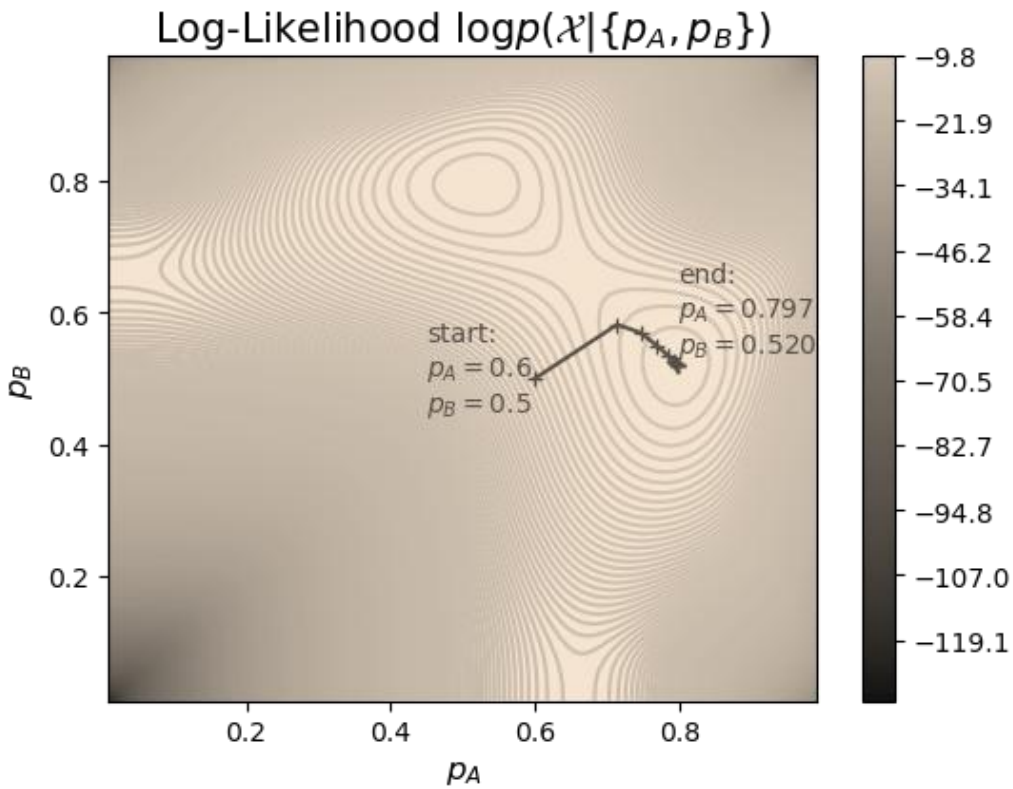 Log-Likelihood logp(𝒳|{p_A, p_B})
−9.8
−21.9
−34.1
−46.2
−58.4
−70.5
−82.7
−94.8
−107.0
−119.1
0.8
0.6
0.4
0.2
p_B
start:
p_A = 0.6
p_B = 0.5
end:
p_A = 0.797
p_B = 0.520
0.2
0.4
0.6
0.8
p_A